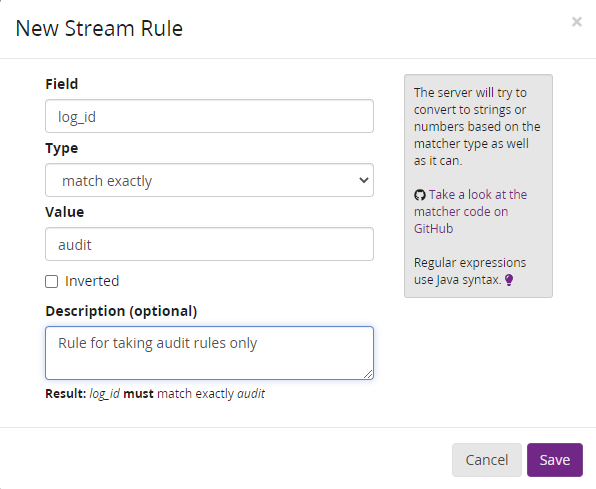 New Stream Rule
×
Field
log_id
Type
match exactly
Value
audit
Inverted
Description (optional)
Rule for taking audit rules only
Result: log_id must match exactly audit
The server will try to
convert to strings or
numbers based on the
matcher type as well
as it can.
Take a look at the
matcher code on
GitHub
Regular expressions
use Java syntax.
Cancel
Save